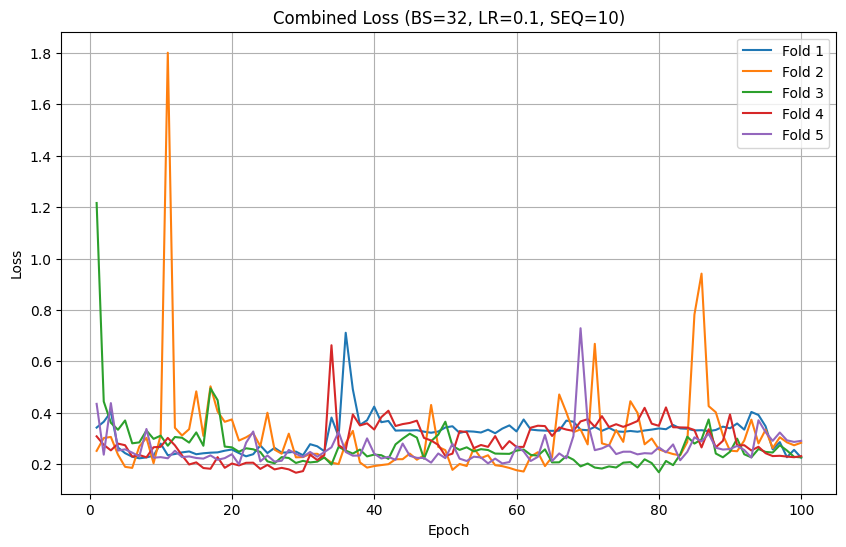 Combined Loss (BS=32, LR=0.1, SEQ=10)
Fold 1
Fold 2
Fold 3
Fold 4
Fold 5
Loss
1.8
1.6
1.4
1.2
1.0
0.8
0.6
0.4
0.2
0 20 40 60 80 100
Epoch